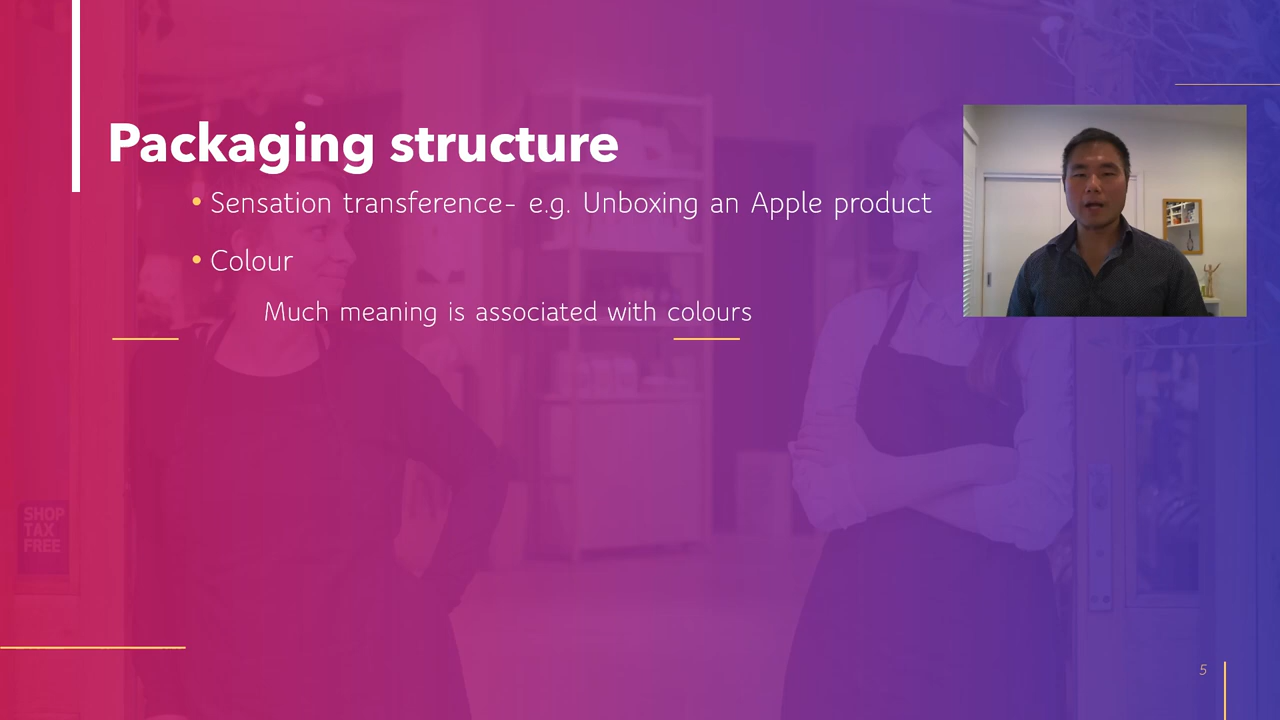 Packaging structure
• Sensation transference- e.g. Unboxing an Apple product
• Colour
Much meaning is associated with colours
SHOP
TAX
FREE
5